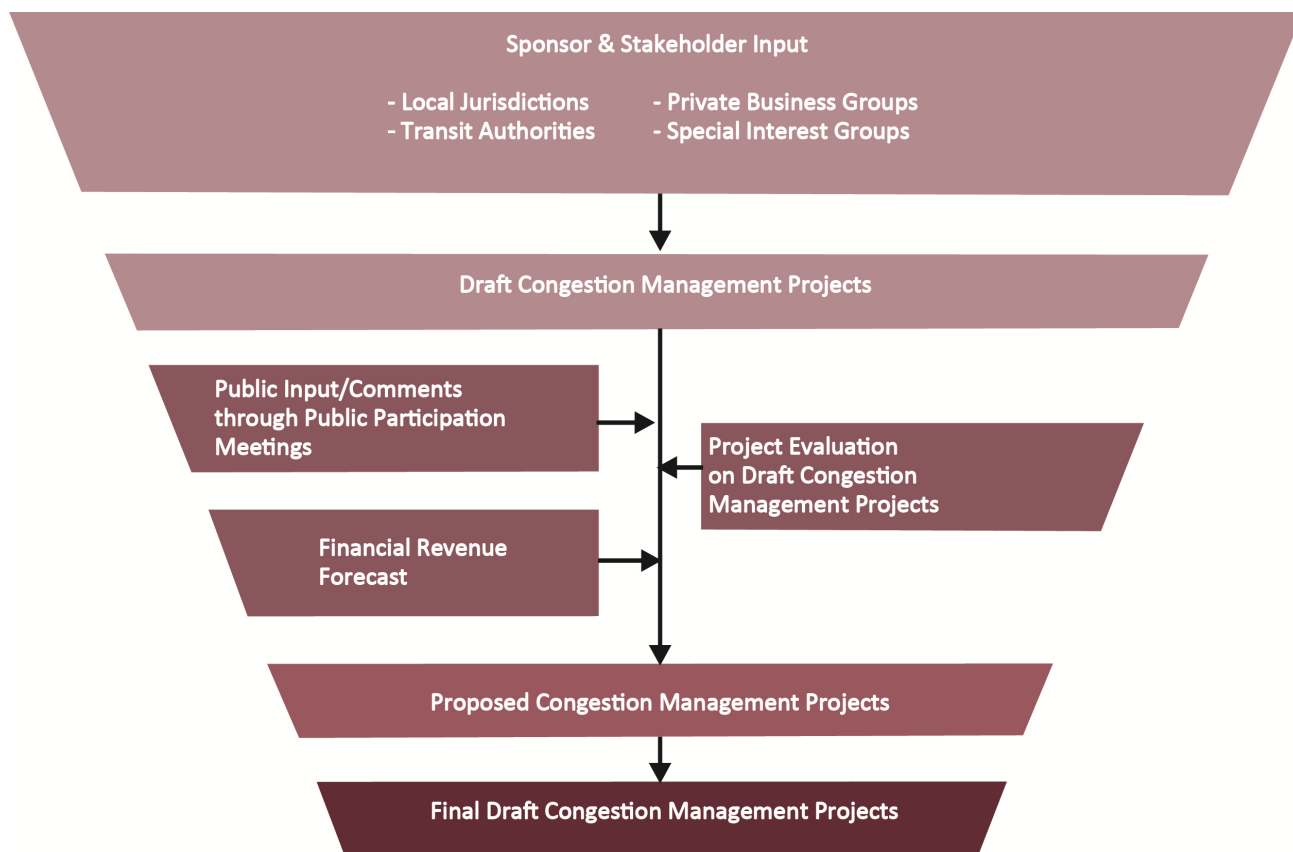 Sponsor & Stakeholder Input
- Local Jurisdictions
- Transit Authorities
- Private Business Groups
- Special Interest Groups
Draft Congestion Management Projects
Public Input/Comments
through Public Participation
Meetings
Project Evaluation
on Draft Congestion
Management Projects
Financial Revenue
Forecast
Proposed Congestion Management Projects
Final Draft Congestion Management Projects